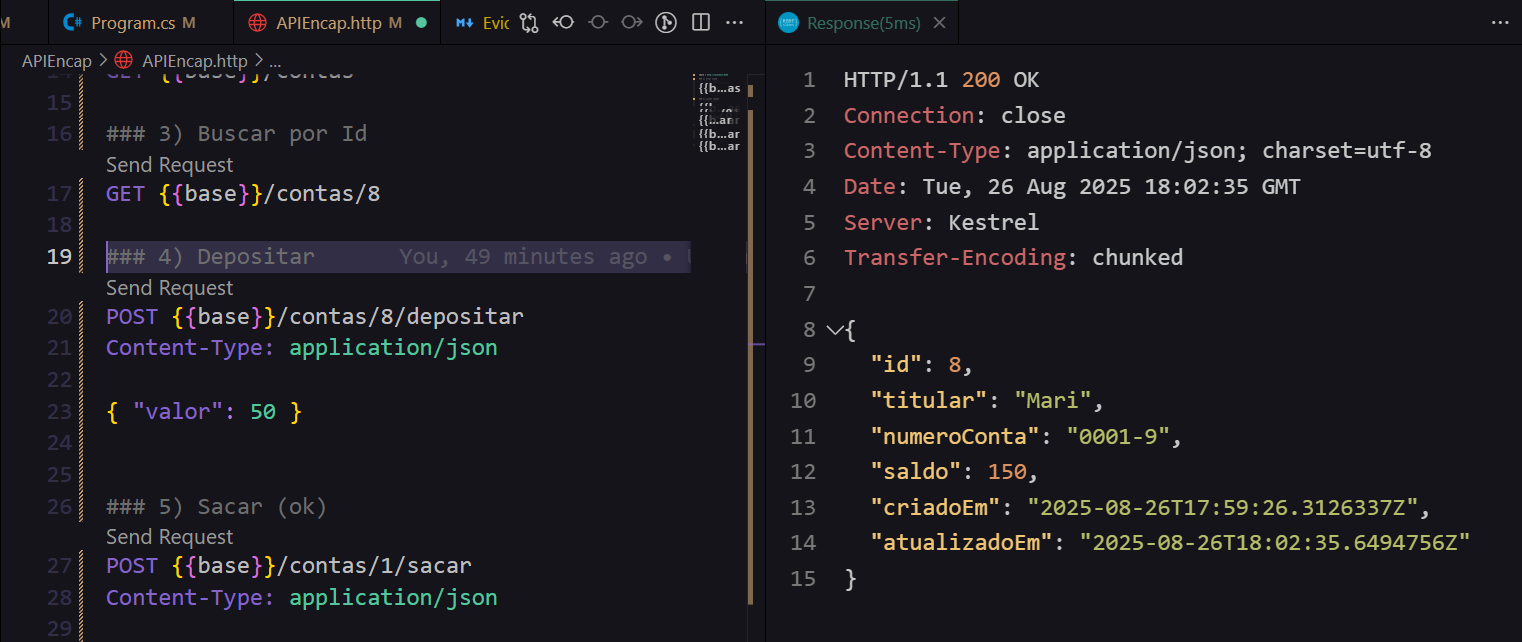 M
Program.cs M
APIEncap.http M
Evic
Response(5ms)
APIEncap > APIEncap.http > ...
14 GET {{base}}/contas
15
16 ### 3) Buscar por Id
Send Request
17 GET {{base}}/contas/8
18
19 ### 4) Depositar You, 49 minutes ago •
Send Request
20 POST {{base}}/contas/8/depositar
21 Content-Type: application/json
22
23 { "valor": 50 }
24
25
26 ### 5) Sacar (ok)
Send Request
27 POST {{base}}/contas/1/sacar
28 Content-Type: application/json
29
{{b...as
{{...ar
{{b...ar
{{b...ar
1 HTTP/1.1 200 OK
2 Connection: close
3 Content-Type: application/json; charset=utf-8
4 Date: Tue, 26 Aug 2025 18:02:35 GMT
5 Server: Kestrel
6 Transfer-Encoding: chunked
7
8 {
9 "id": 8,
10 "titular": "Mari",
11 "numeroConta": "0001-9",
12 "saldo": 150,
13 "criadoEm": "2025-08-26T17:59:26.3126337Z",
14 "atualizadoEm": "2025-08-26T18:02:35.6494756Z"
15 }